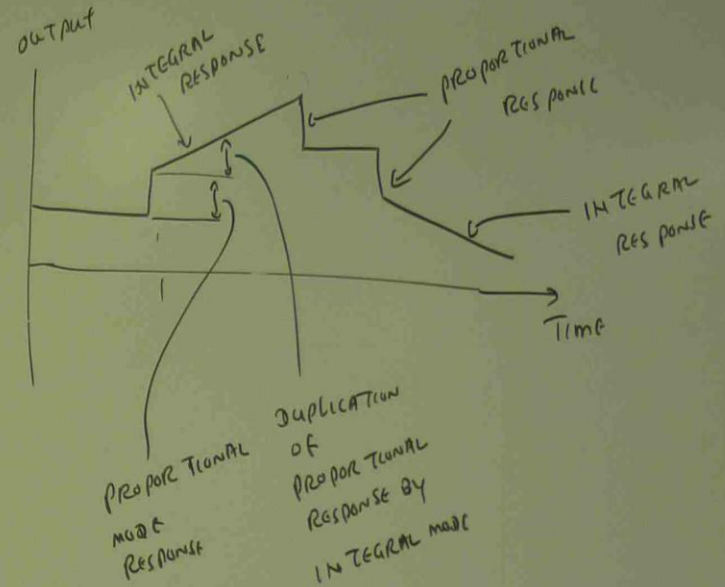 OUTPUT
INTEGRAL
RESPONSE
PROPORTIONAL
RESPONSE
INTEGRAL
RESPONSE
TIME
PROPORTIONAL
MODE
RESPONSE
DUPLICATION
OF
PROPORTIONAL
RESPONSE BY
INTEGRAL MODE